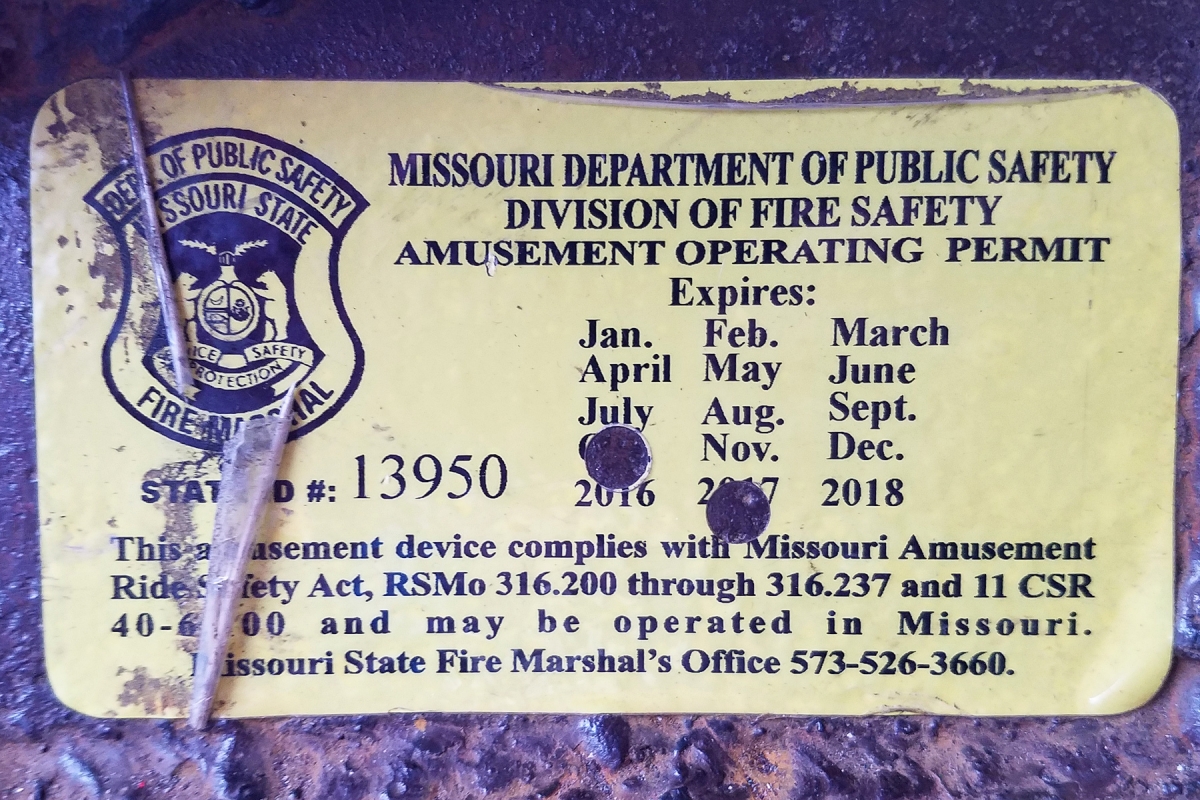 DEPT. OF PUBLIC SAFETY
MISSOURI STATE
SAFETY
PROTECTION
FIRE MARSHAL
MISSOURI DEPARTMENT OF PUBLIC SAFETY
DIVISION OF FIRE SAFETY
AMUSEMENT OPERATING PERMIT
Expires:
Jan. Feb. March
April May June
July Aug. Sept.
Nov. Dec.
2016 2017 2018
STATE ID #: 13950
This amusement device complies with Missouri Amusement
Ride Safety Act, RSMo 316.200 through 316.237 and 11 CSR
and may be operated in Missouri.
Missouri State Fire Marshal's Office 573-526-3660.